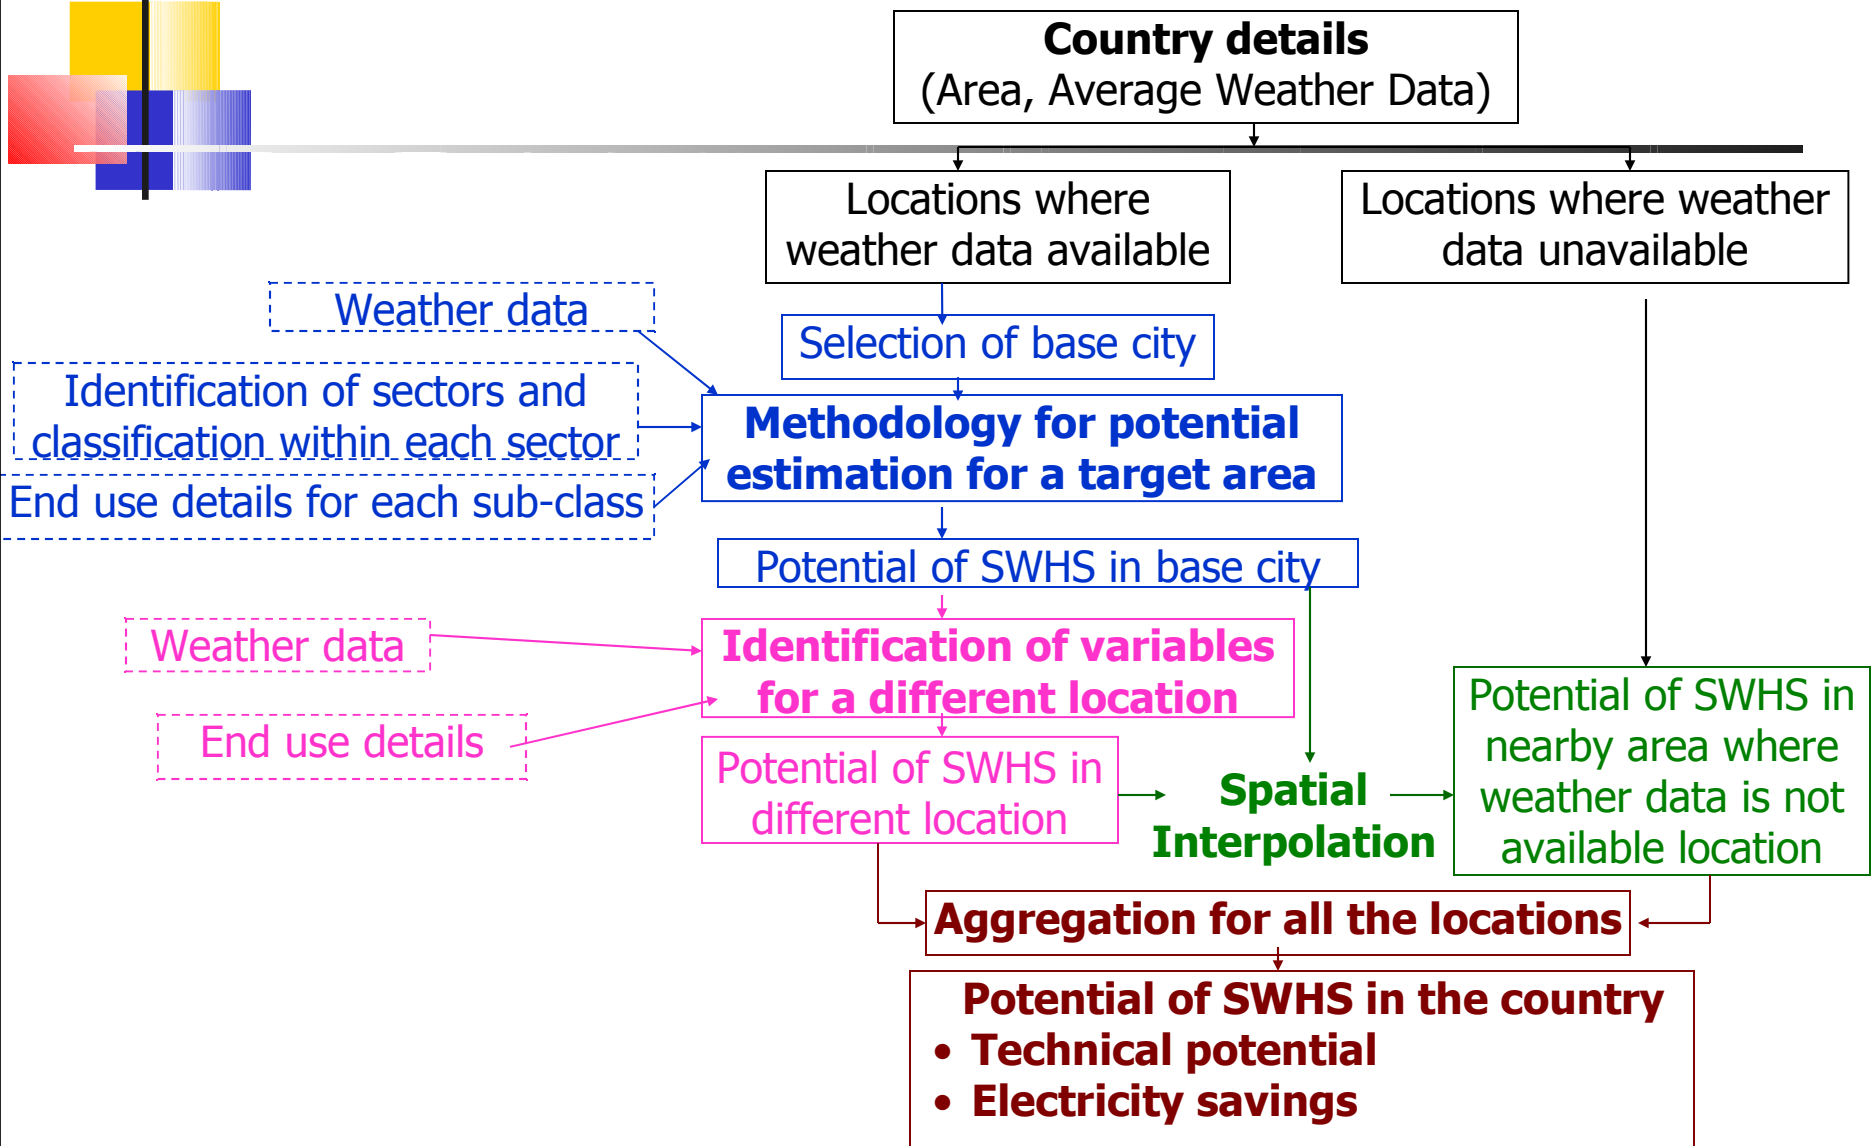 Country details
(Area, Average Weather Data)
Locations where
weather data available
Locations where weather
data unavailable
Weather data
Selection of base city
Identification of sectors and
classification within each sector
Methodology for potential
estimation for a target area
End use details for each sub-class
Potential of SWHS in base city
Weather data
Identification of variables
for a different location
End use details
Potential of SWHS in
different location
Spatial
Interpolation
Potential of SWHS in
nearby area where
weather data is not
available location
Aggregation for all the locations
Potential of SWHS in the country
• Technical potential
• Electricity savings